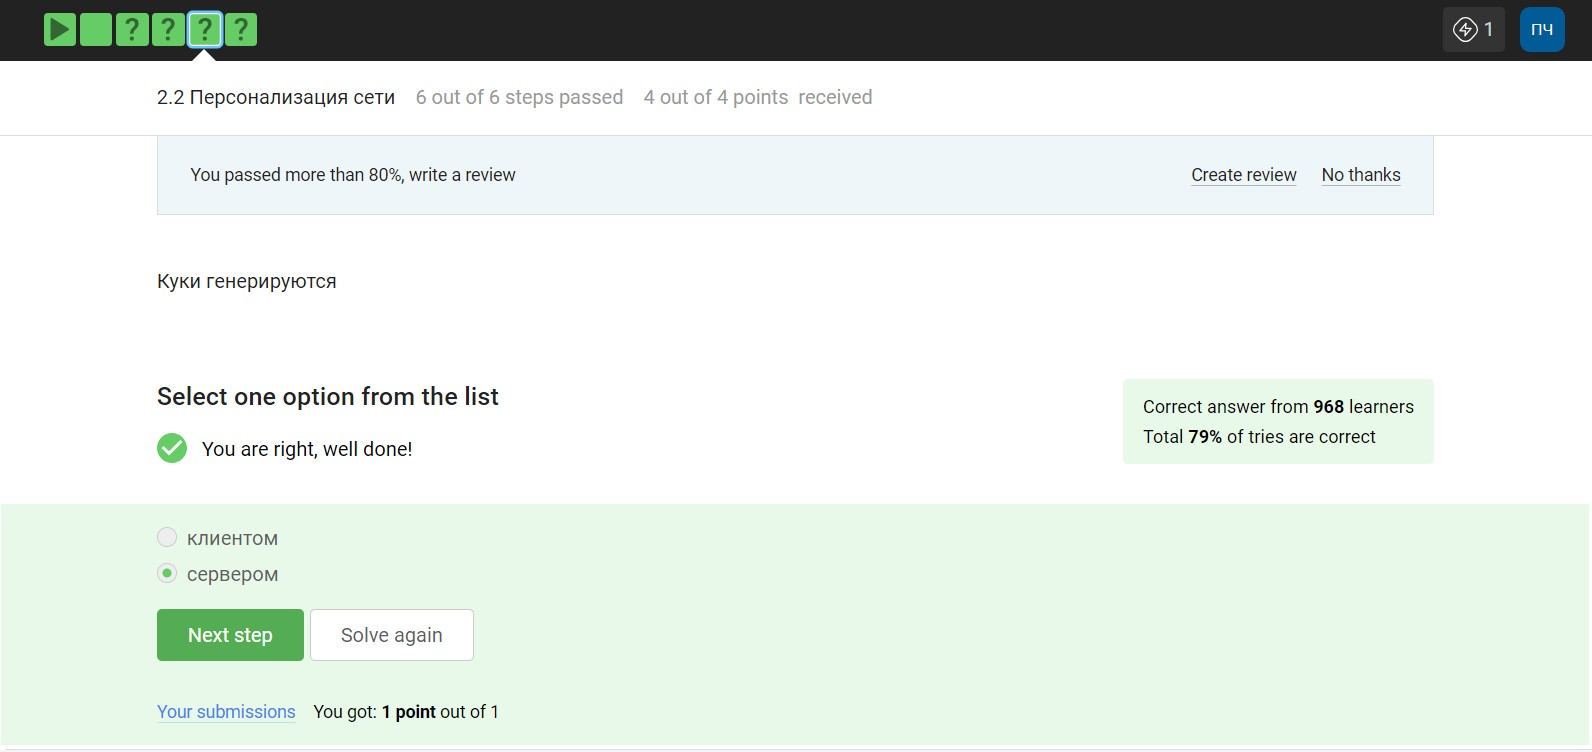 ? ? ? ?
1
ПЧ
2.2 Персонализация сети 6 out of 6 steps passed 4 out of 4 points received
You passed more than 80%, write a review
Create review No thanks
Куки генерируются
Select one option from the list
You are right, well done!
Correct answer from 968 learners
Total 79% of tries are correct
клиентом
сервером
Next step Solve again
Your submissions You got: 1 point out of 1